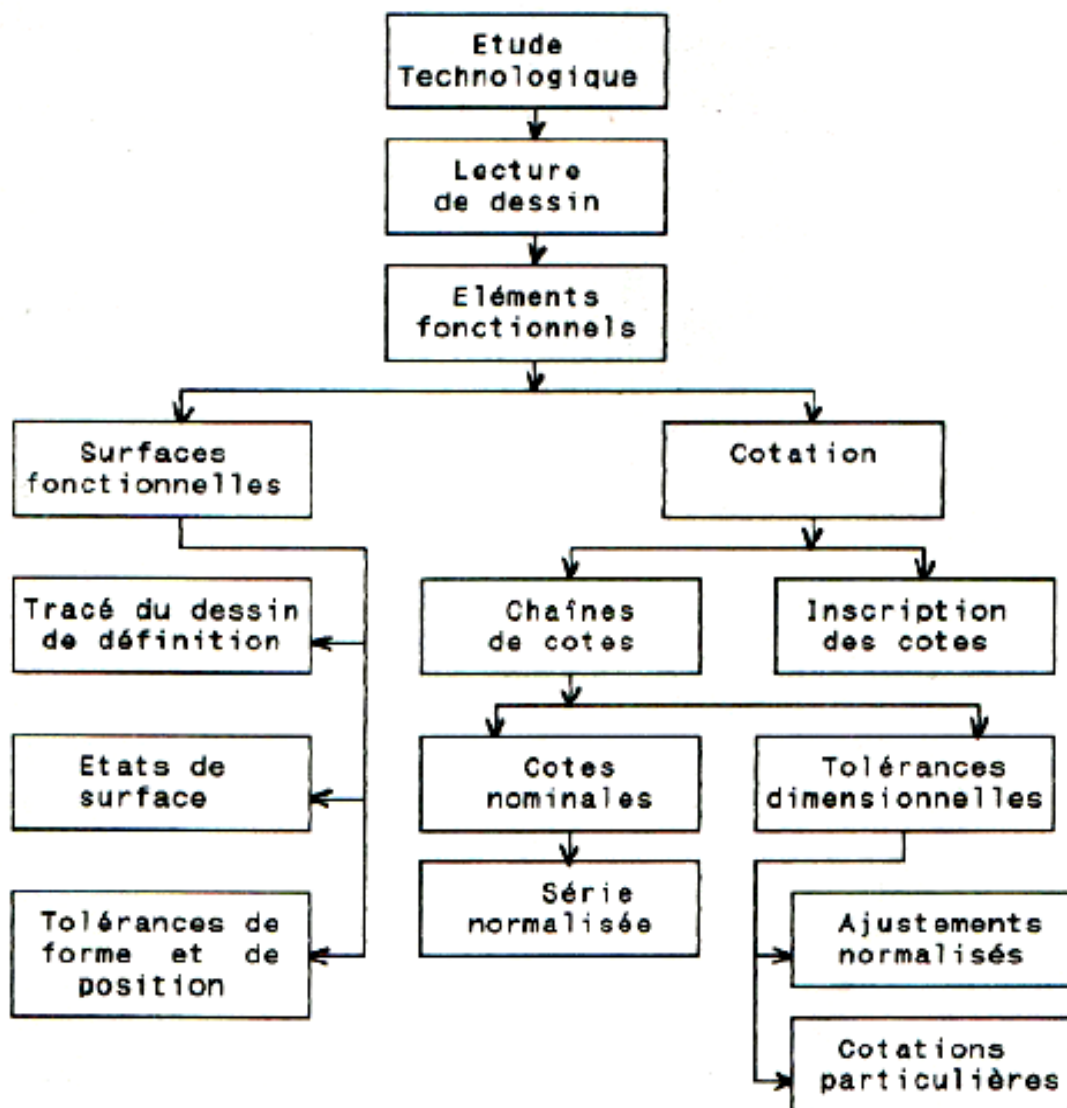 Etude
Technologique
Lecture
de dessin
Eléments
fonctionnels
Surfaces
fonctionnelles
Cotation
Tracé du dessin
de définition
Chaînes
de cotes
Inscription
des cotes
Etats de
surface
Cotes
nominales
Tolérances
dimensionnelles
Tolérances de
forme et de
position
Série
normalisée
Ajustements
normalisés
Cotations
particulières